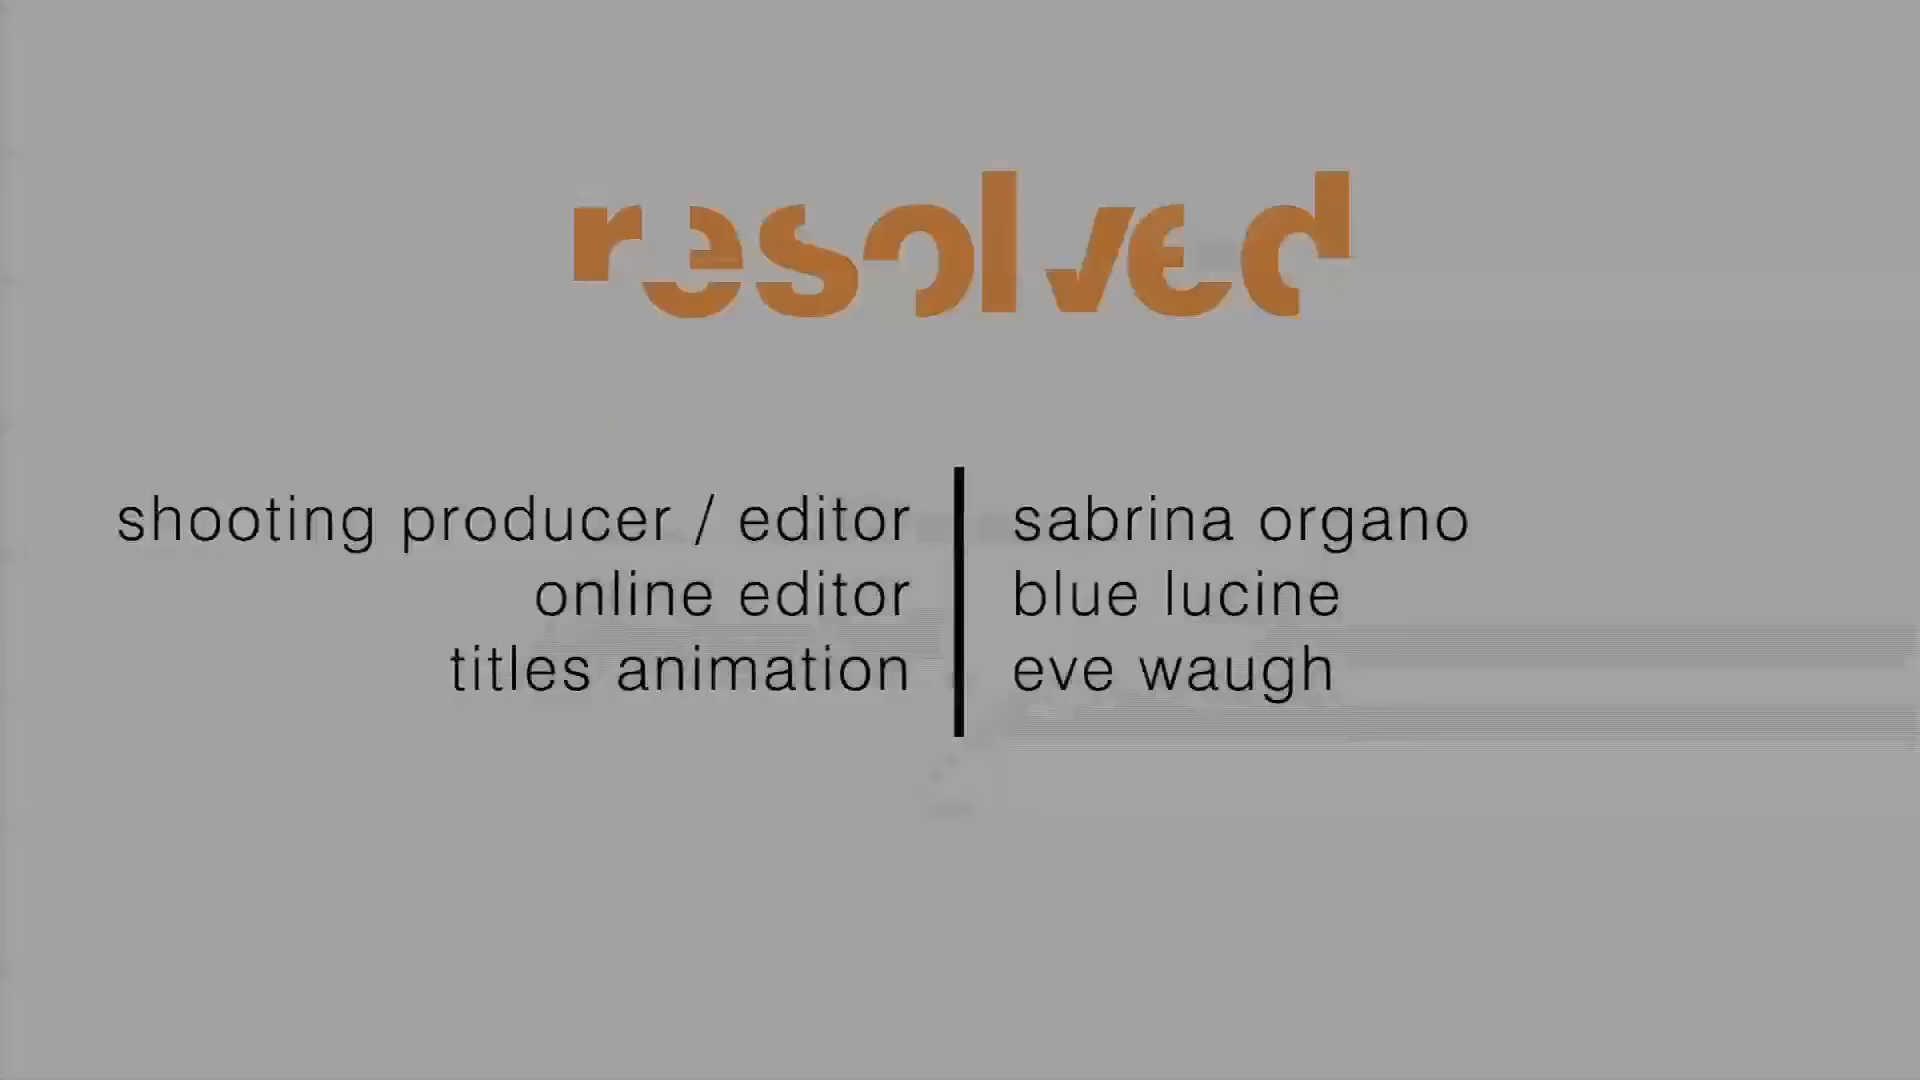 resolved
shooting producer / editor | sabrina organo
online editor | blue lucine
titles animation | eve waugh